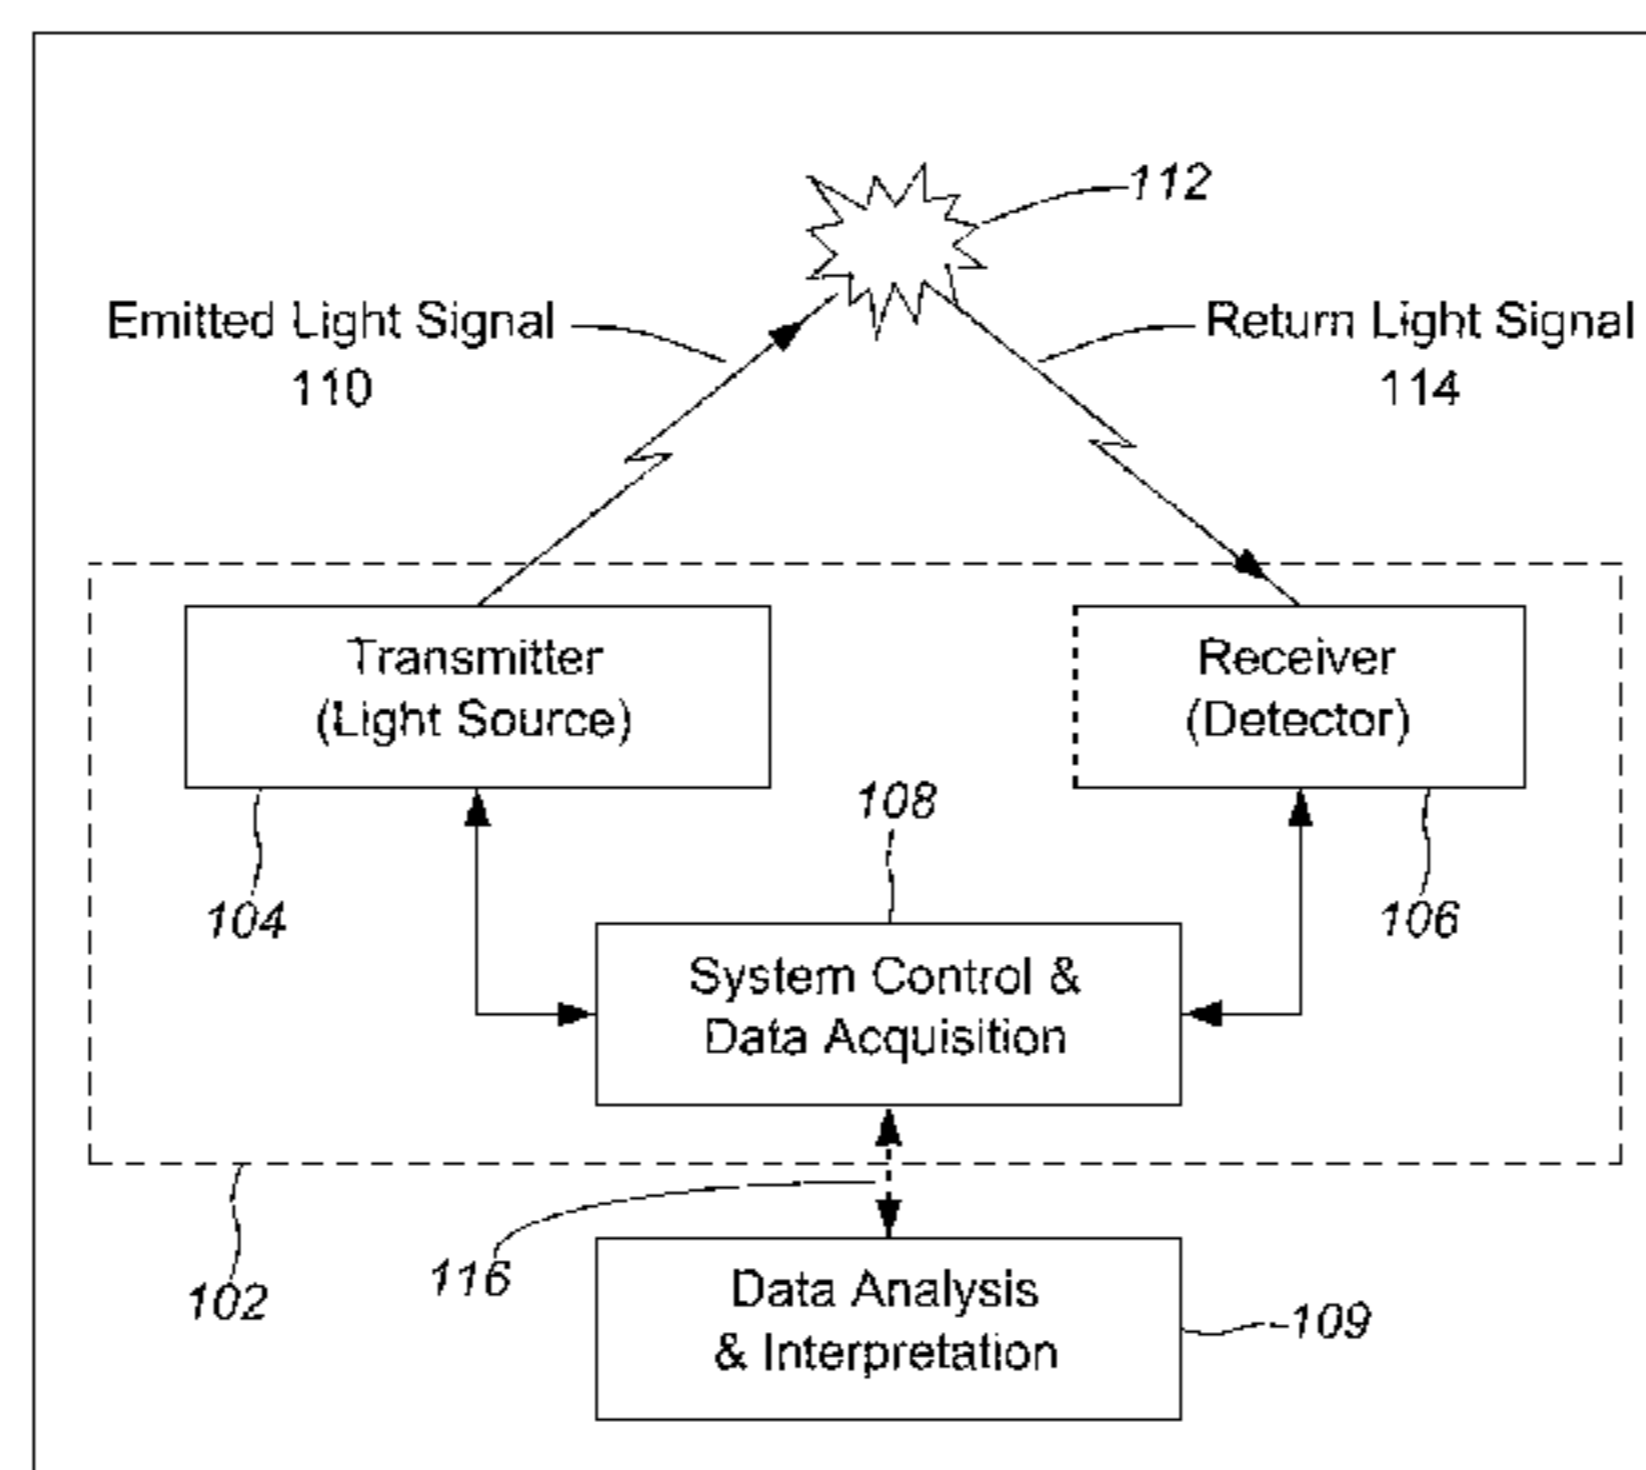 112
Emitted Light Signal
110
Return Light Signal
114
Transmitter
(Light Source)
Receiver
(Detector)
108
104
106
System Control &
Data Acquisition
116
102
Data Analysis
& Interpretation
109